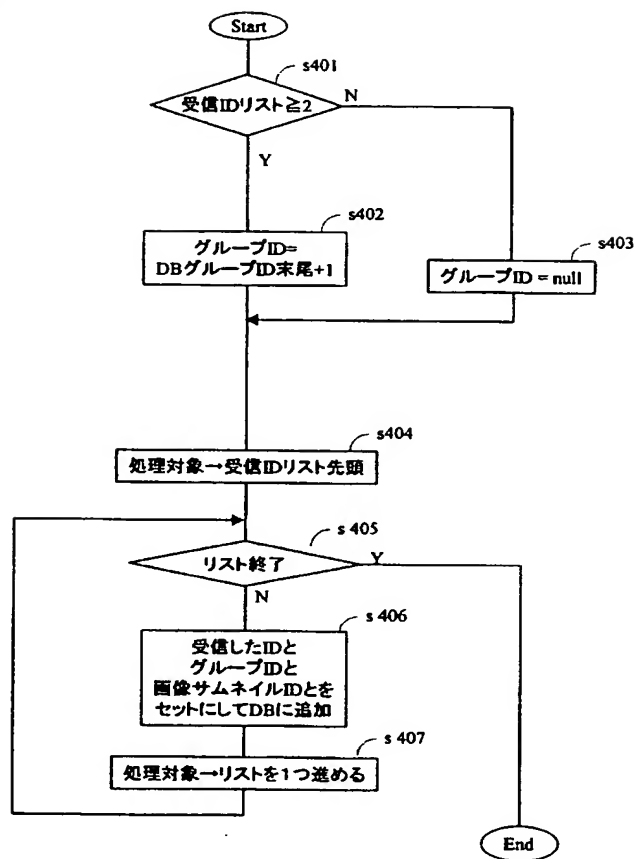 Start
s401
受信IDリスト≧2
N
Y
s402
グループID=
DBグループID末尾+1
s403
グループID = null
s404
処理対象→受信IDリスト先頭
s 405
リスト終了
Y
N
s 406
受信したIDと
グループIDと
画像サムネイルIDとを
セットにしてDBに追加
s 407
処理対象→リストを1つ進める
End